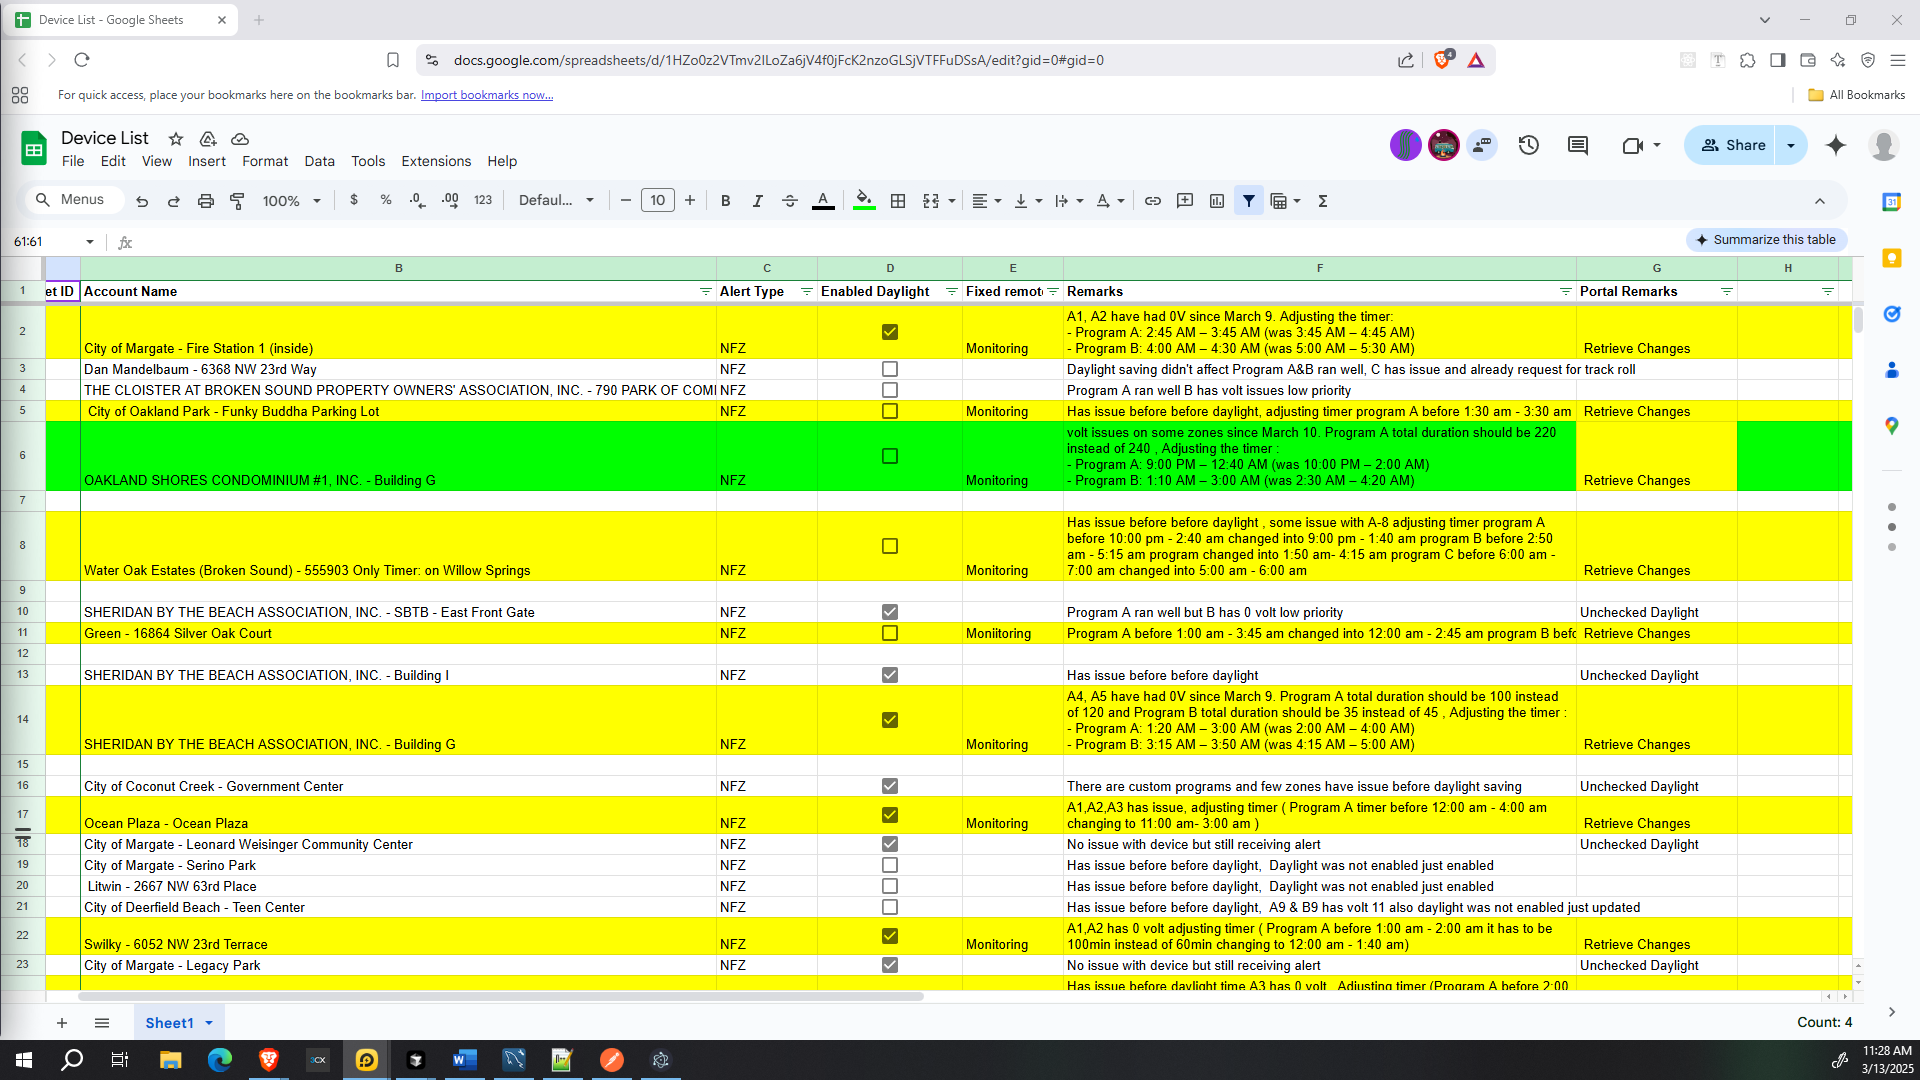 Device List - Google Sheets
docs.google.com/spreadsheets/d/1HZo0z2VTmv2ILoZa6jV4f0jFcK2nzoGLSjVTFFuDSsA/edit?gid=0#gid=0
4
For quick access, place your bookmarks here on the bookmarks bar. Import bookmarks now...
All Bookmarks
Device List
File Edit View Insert Format Data Tools Extensions Help
Share
Menus 100% $ % .0 .00 123 Defaul... − 10 + B I A Σ
31
61:61 fx
Summarize this table
B C D E F G H
1 et ID Account Name Alert Type Enabled Daylight Fixed remot Remarks Portal Remarks
2 City of Margate - Fire Station 1 (inside) NFZ Monitoring
A1, A2 have had 0V since March 9. Adjusting the timer:
- Program A: 2:45 AM – 3:45 AM (was 3:45 AM – 4:45 AM)
- Program B: 4:00 AM – 4:30 AM (was 5:00 AM – 5:30 AM)
Retrieve Changes
3 Dan Mandelbaum - 6368 NW 23rd Way NFZ Daylight saving didn't affect Program A&B ran well, C has issue and already request for track roll
4 THE CLOISTER AT BROKEN SOUND PROPERTY OWNERS' ASSOCIATION, INC. - 790 PARK OF COMI NFZ Program A ran well B has volt issues low priority
5 City of Oakland Park - Funky Buddha Parking Lot NFZ Monitoring Has issue before before daylight, adjusting timer program A before 1:30 am - 3:30 am Retrieve Changes
6 OAKLAND SHORES CONDOMINIUM #1, INC. - Building G NFZ Monitoring
volt issues on some zones since March 10. Program A total duration should be 220
instead of 240 , Adjusting the timer :
- Program A: 9:00 PM – 12:40 AM (was 10:00 PM – 2:00 AM)
- Program B: 1:10 AM – 3:00 AM (was 2:30 AM – 4:20 AM)
Retrieve Changes
7
8 Water Oak Estates (Broken Sound) - 555903 Only Timer: on Willow Springs NFZ Monitoring
Has issue before before daylight , some issue with A-8 adjusting timer program A
before 10:00 pm - 2:40 am changed into 9:00 pm - 1:40 am program B before 2:50
am - 5:15 am program changed into 1:50 am- 4:15 am program C before 6:00 am -
7:00 am changed into 5:00 am - 6:00 am
Retrieve Changes
9
10 SHERIDAN BY THE BEACH ASSOCIATION, INC. - SBTB - East Front Gate NFZ Program A ran well but B has 0 volt low priority Unchecked Daylight
11 Green - 16864 Silver Oak Court NFZ Moniitoring Program A before 1:00 am - 3:45 am changed into 12:00 am - 2:45 am program B befo Retrieve Changes
12
13 SHERIDAN BY THE BEACH ASSOCIATION, INC. - Building I NFZ Has issue before before daylight Unchecked Daylight
14 SHERIDAN BY THE BEACH ASSOCIATION, INC. - Building G NFZ Monitoring
A4, A5 have had 0V since March 9. Program A total duration should be 100 instead
of 120 and Program B total duration should be 35 instead of 45 , Adjusting the timer :
- Program A: 1:20 AM – 3:00 AM (was 2:00 AM – 4:00 AM)
- Program B: 3:15 AM – 3:50 AM (was 4:15 AM – 5:00 AM)
Retrieve Changes
15
16 City of Coconut Creek - Government Center NFZ There are custom programs and few zones have issue before daylight saving Unchecked Daylight
17 Ocean Plaza - Ocean Plaza NFZ Monitoring
A1,A2,A3 has issue, adjusting timer ( Program A timer before 12:00 am - 4:00 am
changing to 11:00 am- 3:00 am )
Retrieve Changes
18 City of Margate - Leonard Weisinger Community Center NFZ No issue with device but still receiving alert Unchecked Daylight
19 City of Margate - Serino Park NFZ Has issue before before daylight, Daylight was not enabled just enabled
20 Litwin - 2667 NW 63rd Place NFZ Has issue before before daylight, Daylight was not enabled just enabled
21 City of Deerfield Beach - Teen Center NFZ Has issue before before daylight, A9 & B9 has volt 11 also daylight was not enabled just updated
22 Swilky - 6052 NW 23rd Terrace NFZ Monitoring
A1,A2 has 0 volt adjusting timer ( Program A before 1:00 am - 2:00 am it has to be
100min instead of 60min changing to 12:00 am - 1:40 am)
Retrieve Changes
23 City of Margate - Legacy Park NFZ No issue with device but still receiving alert Unchecked Daylight
Has issue before daylight time A3 has 0 volt , Adjusting timer (Program A before 2:00
Sheet1
Count: 4
11:28 AM
3/13/2025